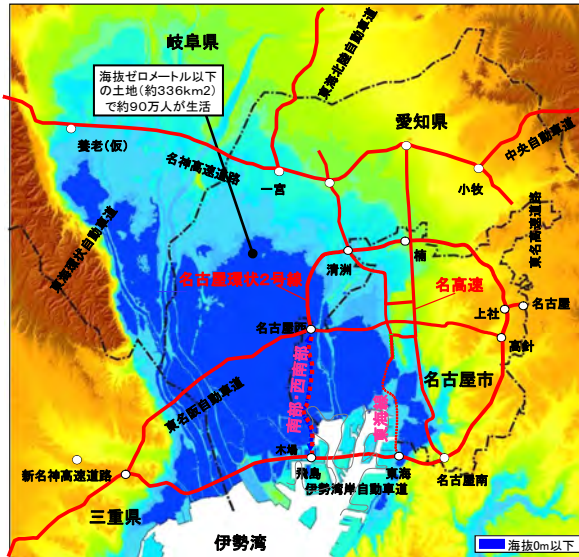 岐阜県
海抜ゼロメートル以下
の土地(約336km2)
で約90万人が生活
東海北陸自動車道
愛知県
中央自動車道
養老(仮)
名神高速道路
一宮
小牧
東名高速道路
東海環状自動車道
清洲
楠
名古屋環状2号線
名高速
上社
名古屋
名古屋西
高針
名古屋市
南部・西南部
東海線
東名阪自動車道
木場
新名神高速道路
飛島
東海
名古屋南
伊勢湾岸自動車道
三重県
伊勢湾
海抜0m以下